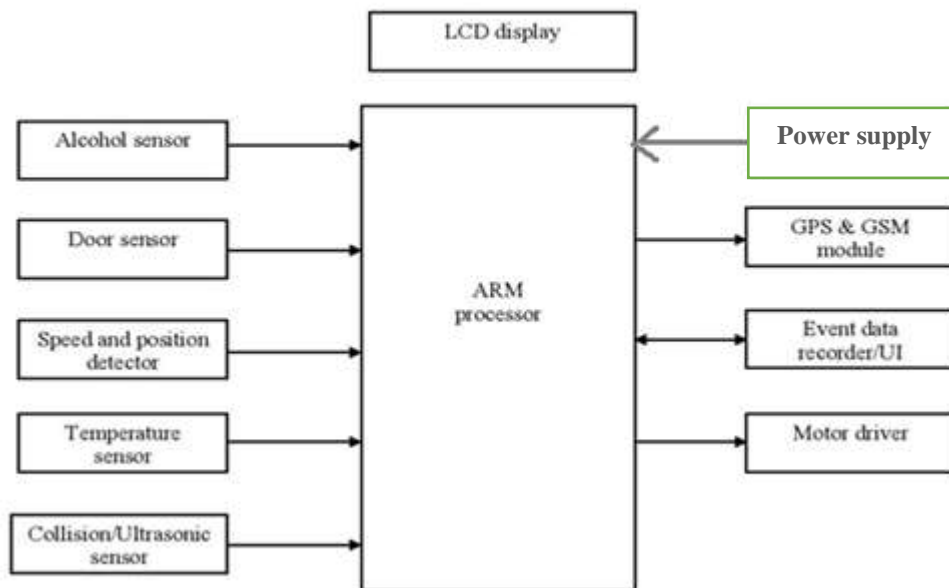 LCD display
Alcohol sensor
Door sensor
Speed and position
detector
Temperature
sensor
Collision/Ultrasonic
sensor
ARM
processor
Power supply
GPS & GSM
module
Event data
recorder/UI
Motor driver